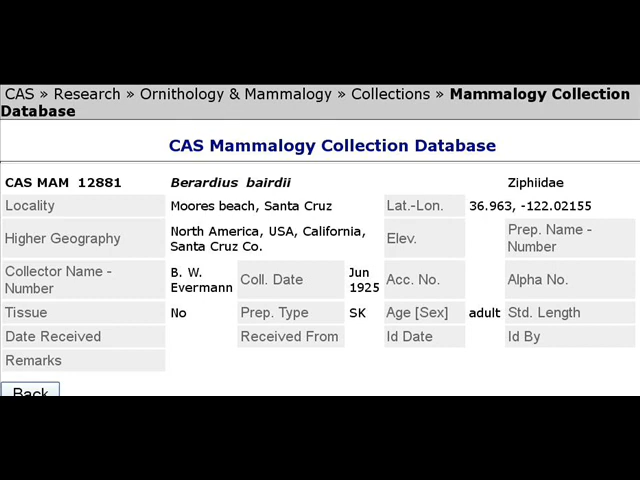 CAS » Research » Ornithology & Mammalogy » Collections » Mammalogy Collection
Database
CAS Mammalogy Collection Database
CAS MAM 12881 Berardius bairdii Ziphiidae
Locality Moores beach, Santa Cruz Lat.-Lon. 36.963, -122.02155
Higher Geography North America, USA, California, Santa Cruz Co. Elev. Prep. Name - Number
Collector Name - Number B. W. Evermann Coll. Date Jun 1925 Acc. No. Alpha No.
Tissue No Prep. Type SK Age [Sex] adult Std. Length
Date Received Received From Id Date Id By
Remarks
Back